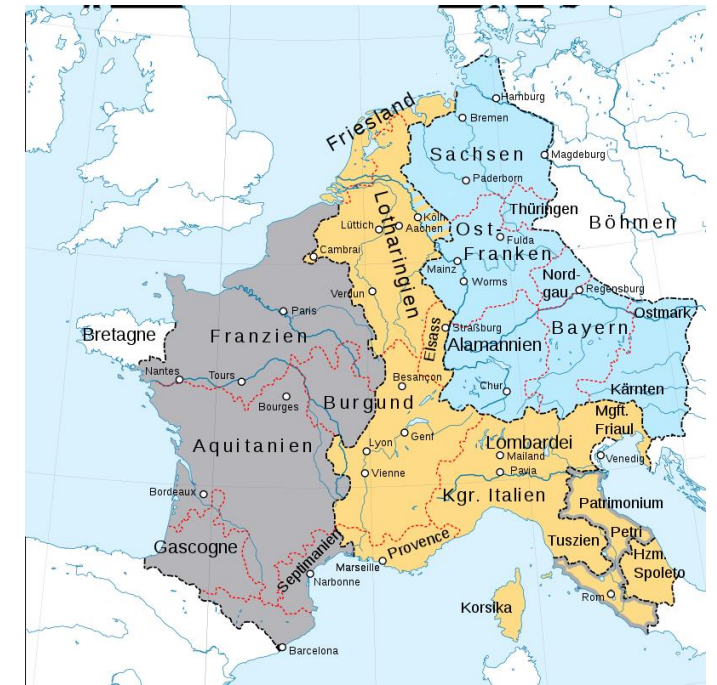 Hamburg
Bremen
Friesland
Sachsen
Magdeburg
Paderborn
Thüringen
Böhmen
Köln
Lüttich
Aachen
Lotharingien
Ost-
Fulda
Franken
Cambrai
Mainz
Worms
Nord-
gau
Regensburg
Verdun
Ostmark
Paris
Straßburg
Bayern
Bretagne
Franzien
Elsass
Alamannien
Nantes
Tours
Besançon
Chur
Kärnten
Bourges
Burgund
Mgft.
Friaul
Genf
Aquitanien
Lyon
Lombardei
Mailand
Venedig
Vienne
Pavia
Bordeaux
Kgr. Italien
Patrimonium
Petri
Gascogne
Septimanien
Provence
Tuszien
Hzm.
Spoleto
Marseille
Narbonne
Korsika
Rom
Barcelona